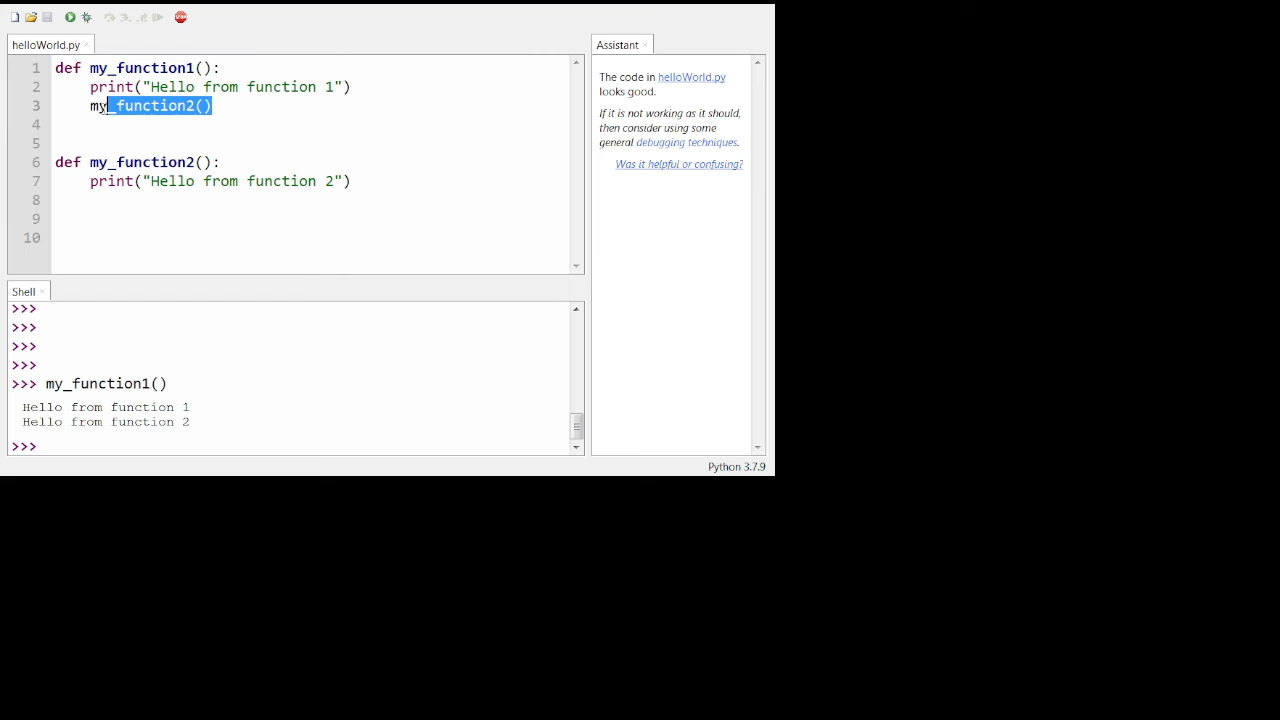 STOP
helloWorld.py ×
1 def my_function1():
2 print("Hello from function 1")
3 my_function2()
4
5
6 def my_function2():
7 print("Hello from function 2")
8
9
10
Shell ×
>>>
>>>
>>>
>>>
>>> my_function1()
Hello from function 1
Hello from function 2
>>>
Assistant ×
The code in helloWorld.py
looks good.
If it is not working as it should,
then consider using some
general debugging techniques.
Was it helpful or confusing?
Python 3.7.9